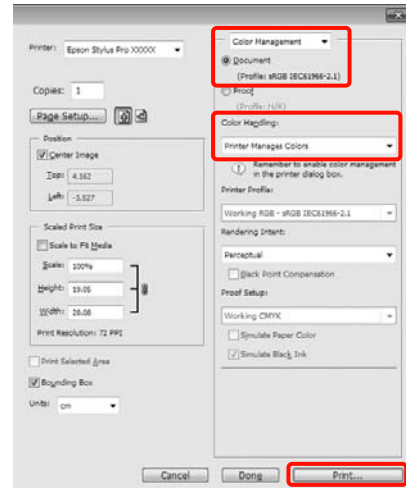 Printer: Epson Stylus Pro XXXXX
Copies: 1
Page Setup...
Position
Center Image
Top: 4.162
Left: -3.527
Scaled Print Size
Scale to Fit Media
Scale: 100%
Height: 19.05
Width: 28.08
Print Resolution: 72 PPI
Print Selected Area
Bounding Box
Units: cm
Color Management
Document
(Profile: sRGB IEC61966-2.1)
Proof
(Profile: N/A)
Color Handling:
Printer Manages Colors
Remember to enable color management
in the printer dialog box.
Printer Profile:
Working RGB - sRGB IEC61966-2.1
Rendering Intent:
Perceptual
Black Point Compensation
Proof Setup:
Working CMYK
Simulate Paper Color
Simulate Black Ink
Cancel
Done
Print...